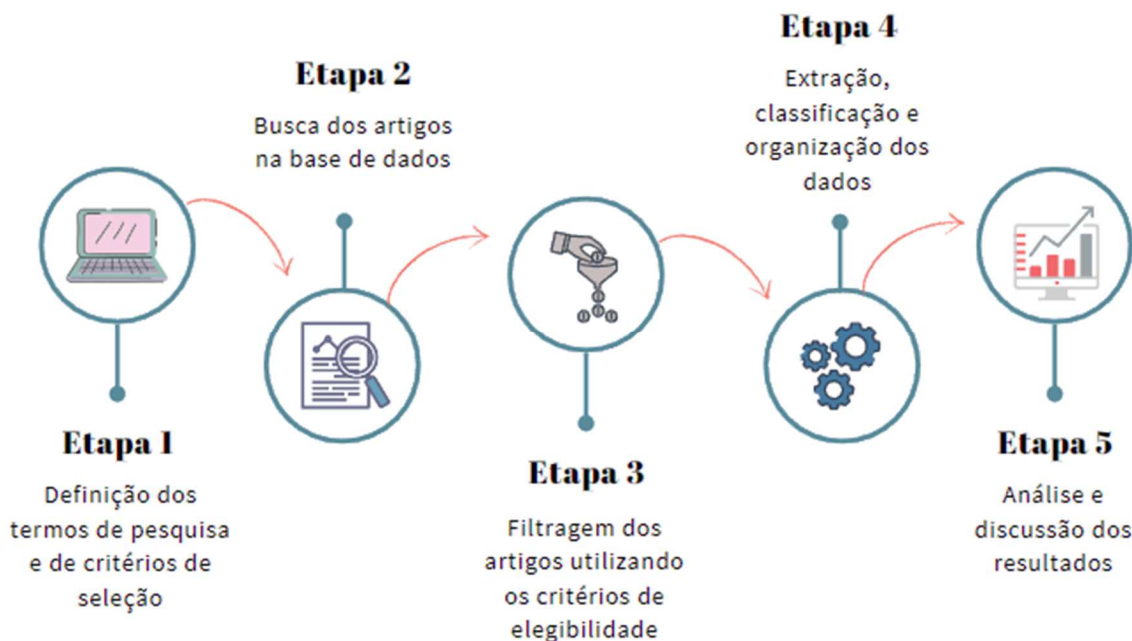 Etapa 1
Definição dos
termos de pesquisa
e de critérios de
seleção
Etapa 2
Busca dos artigos
na base de dados
Etapa 3
Filtragem dos
artigos utilizando
os critérios de
elegibilidade
Etapa 4
Extração,
classificação e
organização dos
dados
Etapa 5
Análise e
discussão dos
resultados